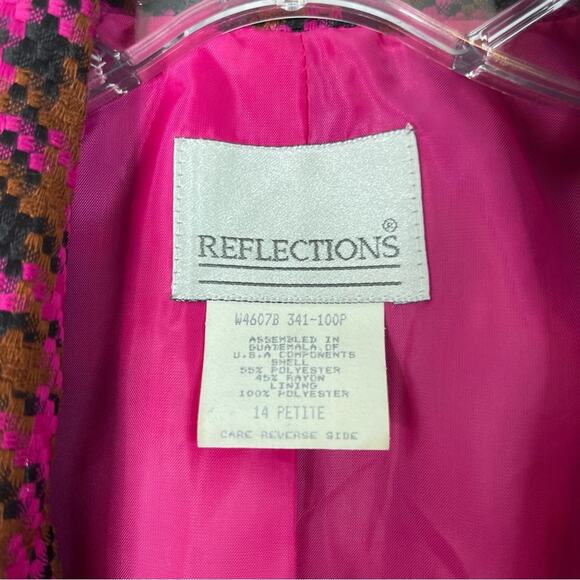 REFLECTIONS®
W4607B 341-100P
ASSEMBLED IN
GUATEMALA,OF
U.S.A COMPONENTS
SHELL
55% POLYESTER
45% RAYON
LINING
100% POLYESTER
14 PETITE
CARE REVERSE SIDE